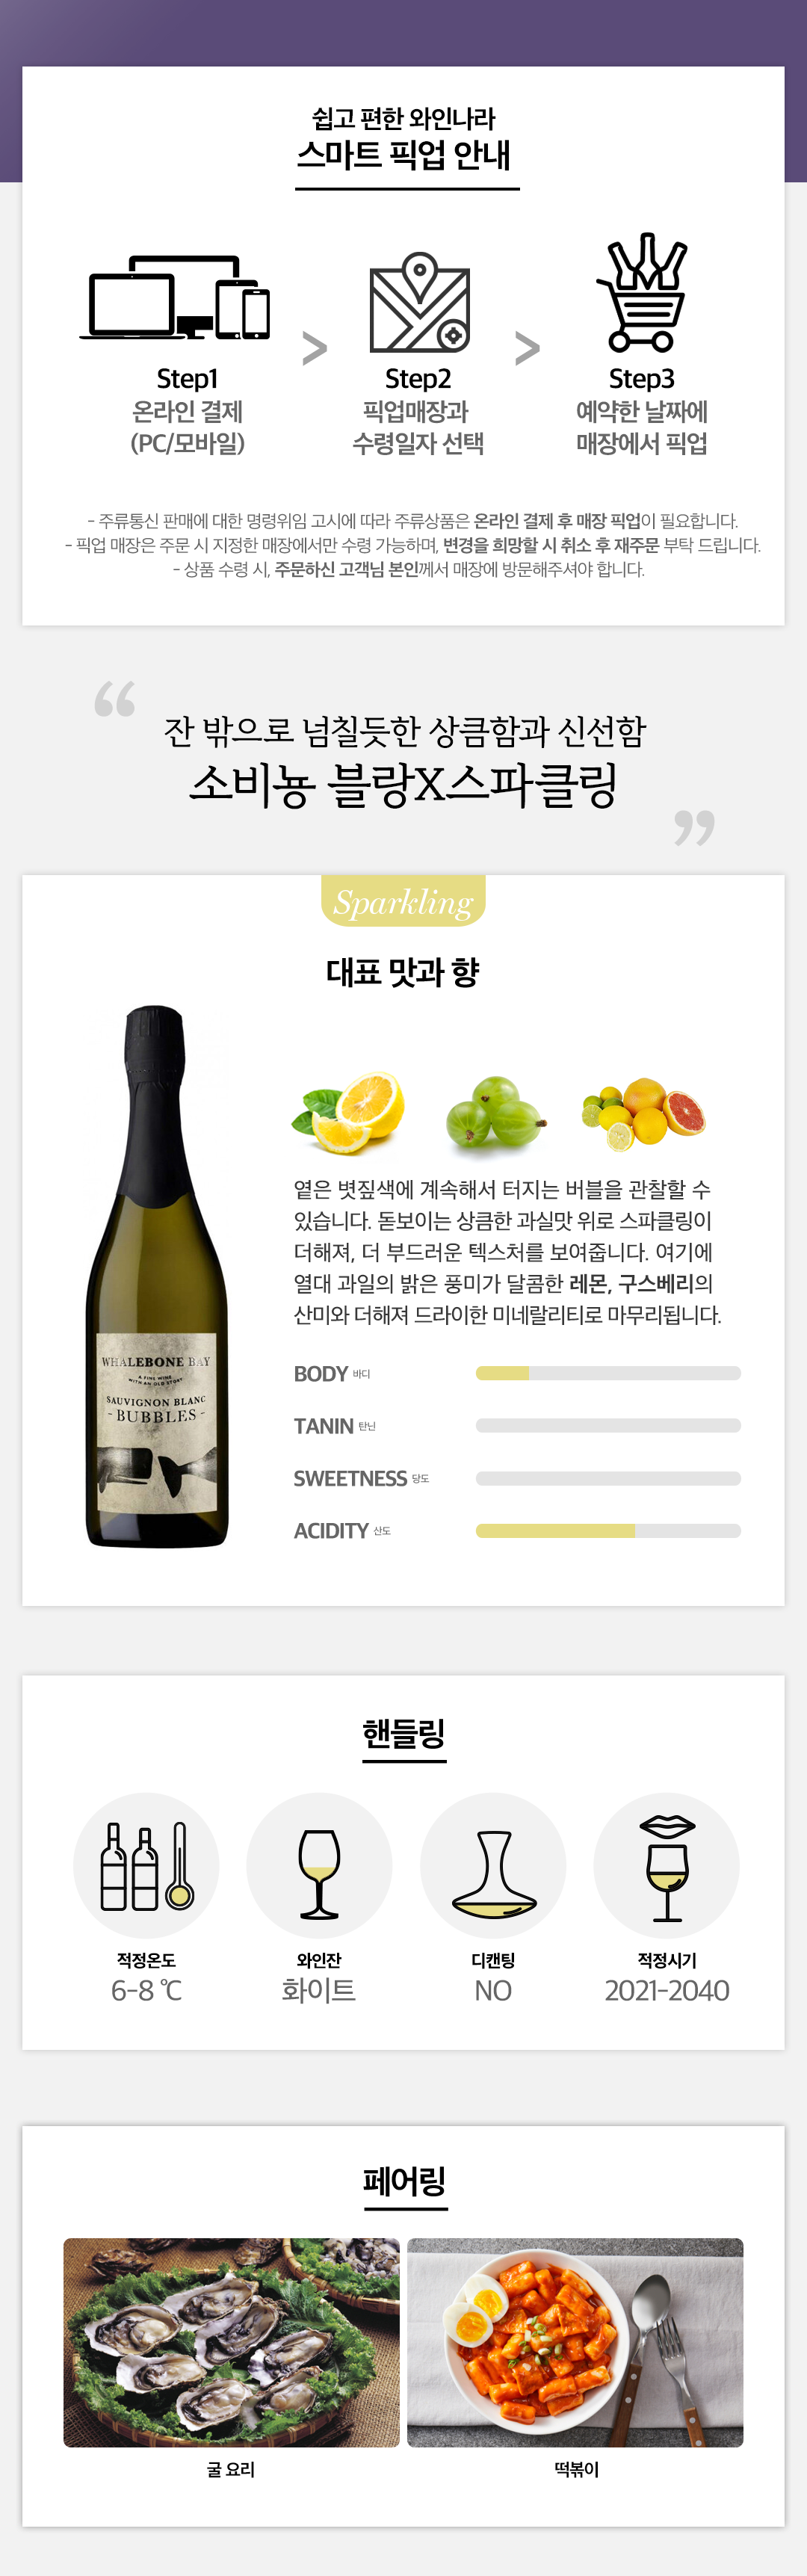 쉽고 편한 와인나라
스마트 픽업 안내
Step1
온라인 결제
(PC/모바일)
>
Step2
픽업매장과
수령일자 선택
>
Step3
예약한 날짜에
매장에서 픽업
- 주류통신 판매에 대한 명령위임 고시에 따라 주류상품은 온라인 결제 후 매장 픽업이 필요합니다.
- 픽업 매장은 주문 시 지정한 매장에서만 수령 가능하며, 변경을 희망할 시 취소 후 재주문 부탁 드립니다.
- 상품 수령 시, 주문하신 고객님 본인께서 매장에 방문해주셔야 합니다.
“
잔 밖으로 넘칠듯한 상큼함과 신선함
소비뇽 블랑X스파클링
”
Sparkling
대표 맛과 향
옅은 볏짚색에 계속해서 터지는 버블을 관찰할 수
있습니다. 돋보이는 상큼한 과실맛 위로 스파클링이
더해져, 더 부드러운 텍스처를 보여줍니다. 여기에
열대 과일의 밝은 풍미가 달콤한 레몬, 구스베리의
산미와 더해져 드라이한 미네랄리티로 마무리됩니다.
WHALEBONE BAY
A FINE WINE
WITH AN OLD STORY
SAUVIGNON BLANC
- BUBBLES -
BODY 바디
TANIN 탄닌
SWEETNESS 당도
ACIDITY 산도
핸들링
적정온도
6-8 ℃
와인잔
화이트
디캔팅
NO
적정시기
2021-2040
페어링
굴 요리
떡볶이